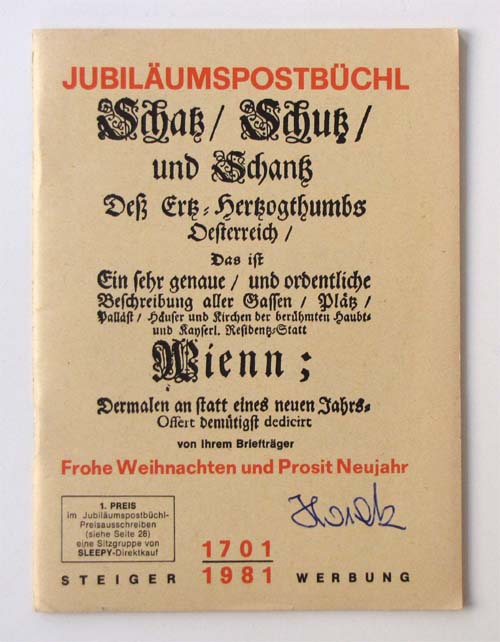 JUBILÄUMSPOSTBÜCHL
Schatz / Schutz /
und Schantz
Deß Ertz-Hertzogthumbs
Oesterreich /
Das ist
Ein sehr genaue / und ordentliche
Beschreibung aller Gassen / Plätz /
Palläst / Häuser und Kirchen der berühmten Haubt-
und Kayserl. Residentz-Statt
Wienn;
Dermalen an statt eines neuen Jahrs-
Offert demütigst dedicirt
von Ihrem Briefträger
Frohe Weihnachten und Prosit Neujahr
1. PREIS
im Jubiläumspostbüchl-
Preisausschreiben
(siehe Seite 28)
eine Sitzgruppe von
SLEEPY-Direktkauf
1701
1981
STEIGER WERBUNG